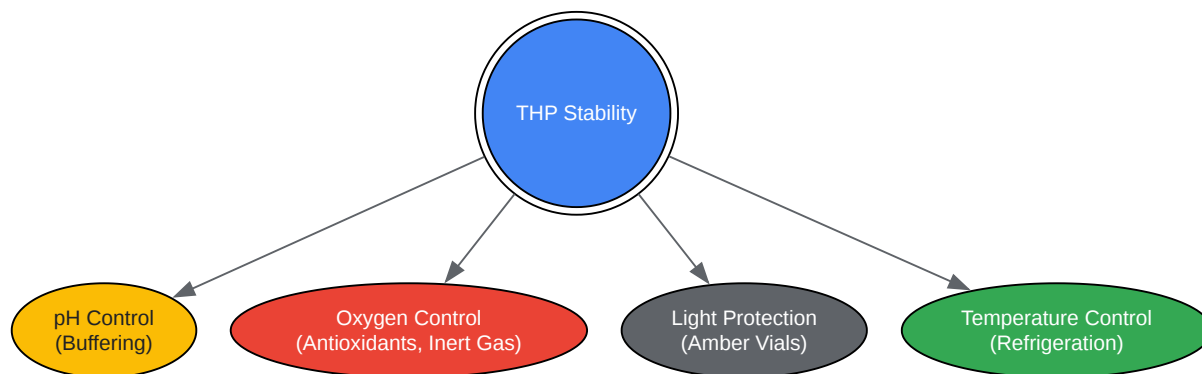 THP Stability
pH Control
(Buffering)
Oxygen Control
(Antioxidants, Inert Gas)
Light Protection
(Amber Vials)
Temperature Control
(Refrigeration)